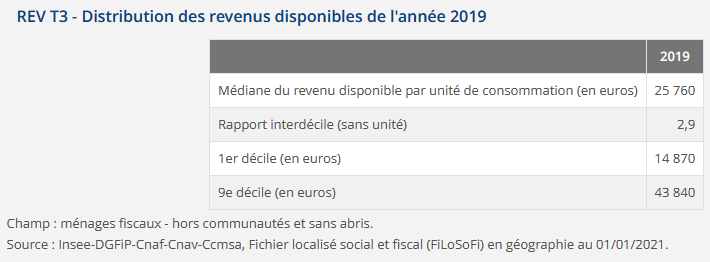 REV T3 - Distribution des revenus disponibles de l'année 2019
2019
Médiane du revenu disponible par unité de consommation (en euros) 25 760
Rapport interdécile (sans unité) 2,9
1er décile (en euros) 14 870
9e décile (en euros) 43 840
Champ : ménages fiscaux - hors communautés et sans abris.
Source : Insee-DGFiP-Cnaf-Cnav-Ccmsa, Fichier localisé social et fiscal (FiLoSoFi) en géographie au 01/01/2021.